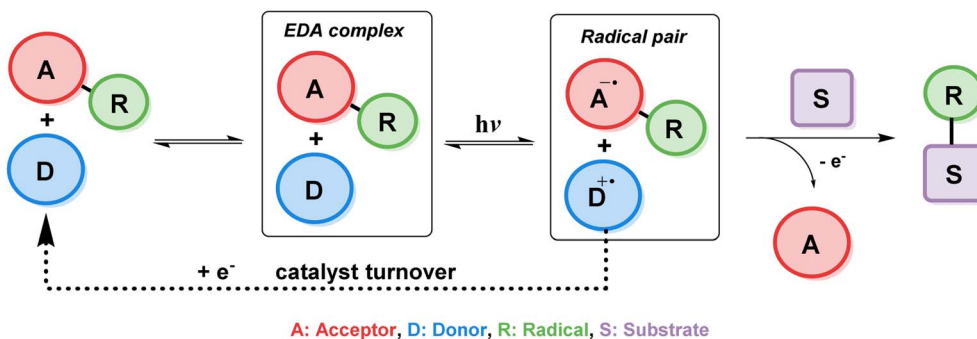 EDA complex
Radical pair
A
R
+
D
A
R
+
D
hν
A−•
R
+
D+•
S
- e-
A
R
S
+ e- catalyst turnover
A: Acceptor, D: Donor, R: Radical, S: Substrate